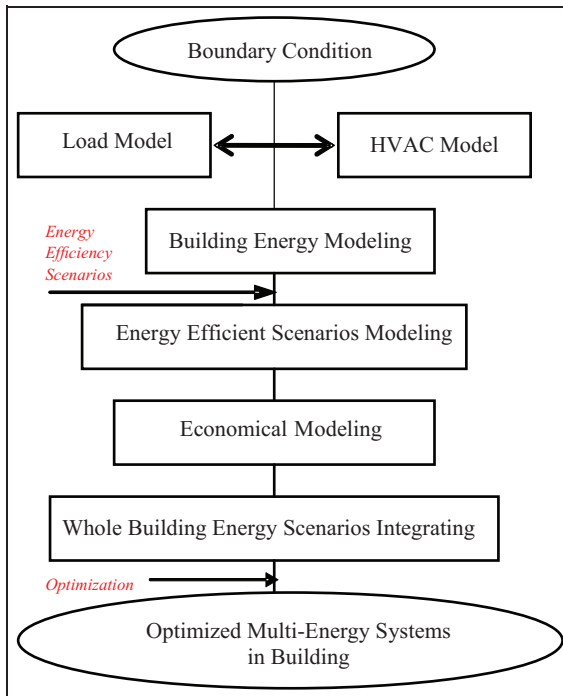 Boundary Condition
Load Model
HVAC Model
Energy
Efficiency
Scenarios
Building Energy Modeling
Energy Efficient Scenarios Modeling
Economical Modeling
Whole Building Energy Scenarios Integrating
Optimization
Optimized Multi-Energy Systems
in Building